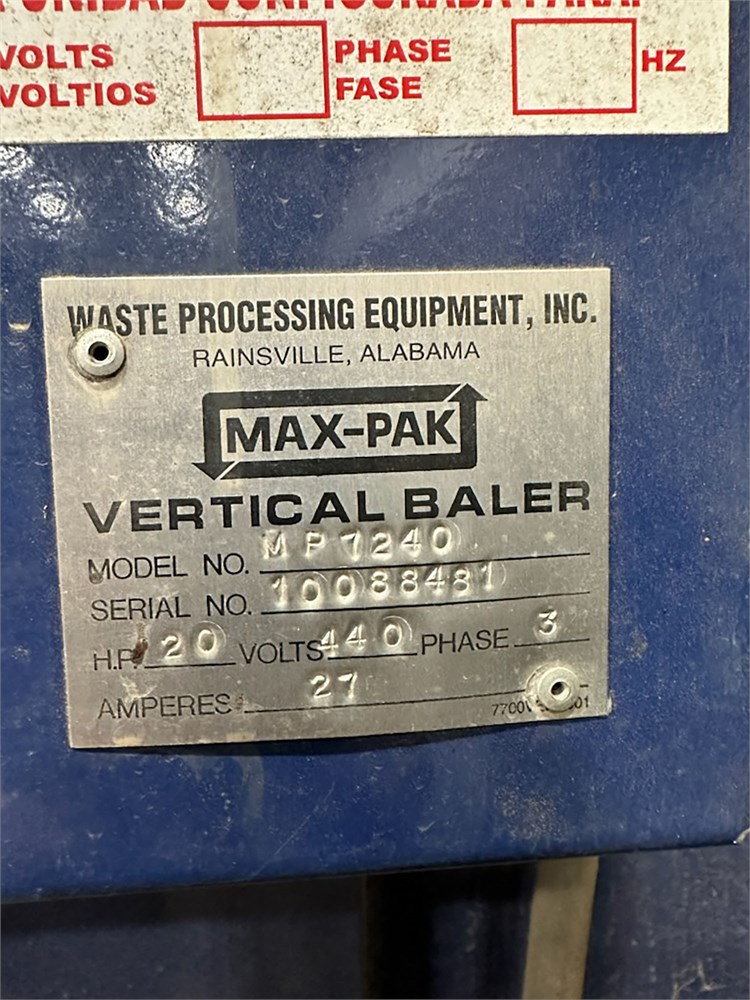 VOLTS
VOLTIOS
PHASE
FASE
HZ
WASTE PROCESSING EQUIPMENT, INC.
RAINSVILLE, ALABAMA
MAX-PAK
VERTICAL BALER
MODEL NO. MP7240
SERIAL NO. 10088481
H.P. 20 VOLTS 440 PHASE 3
AMPERES 27